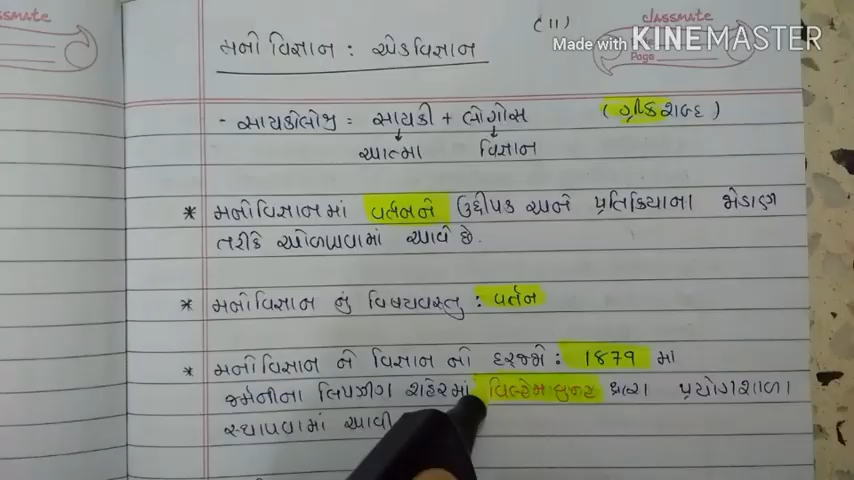 classmate
(11)
classmate
Made with KINEMASTER
Page
મનોવિજ્ઞાન : એકવિજ્ઞાન
- સાયકોલોજી = સાયકી + લોગોસ (ગ્રીક શબ્દ)
આત્મા વિજ્ઞાન
* મનોવિજ્ઞાનમાં વર્તનને ઉદ્દીપક અને પ્રતિક્રિયાના જોડાણ
તરીકે ઓળખવામાં આવે છે.
* મનોવિજ્ઞાન નું વિષયવસ્તુ : વર્તન
* મનોવિજ્ઞાન ને વિજ્ઞાન નો દરજ્જો : 1879 મા
જર્મનીના લિપઝીગ શહેરમાં વિલ્હેમ વુન્ટ દ્વારા પ્રયોગશાળા
સ્થાપવામાં આવી